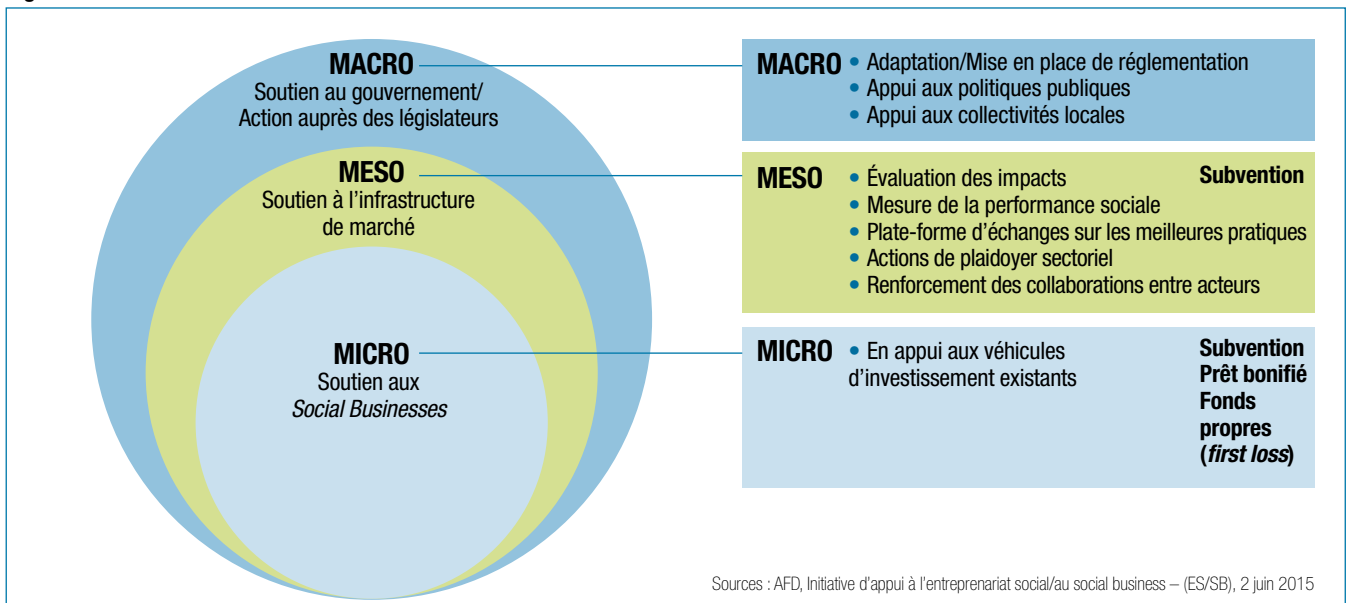 MACRO
Soutien au gouvernement/
Action auprès des législateurs
MESO
Soutien à l'infrastructure
de marché
MICRO
Soutien aux
Social Businesses
MACRO • Adaptation/Mise en place de réglementation
• Appui aux politiques publiques
• Appui aux collectivités locales
MESO • Évaluation des impacts Subvention
• Mesure de la performance sociale
• Plate-forme d'échanges sur les meilleures pratiques
• Actions de plaidoyer sectoriel
• Renforcement des collaborations entre acteurs
MICRO • En appui aux véhicules
d'investissement existants
Subvention
Prêt bonifié
Fonds
propres
(first loss)
Sources : AFD, Initiative d'appui à l'entreprenariat social/au social business – (ES/SB), 2 juin 2015